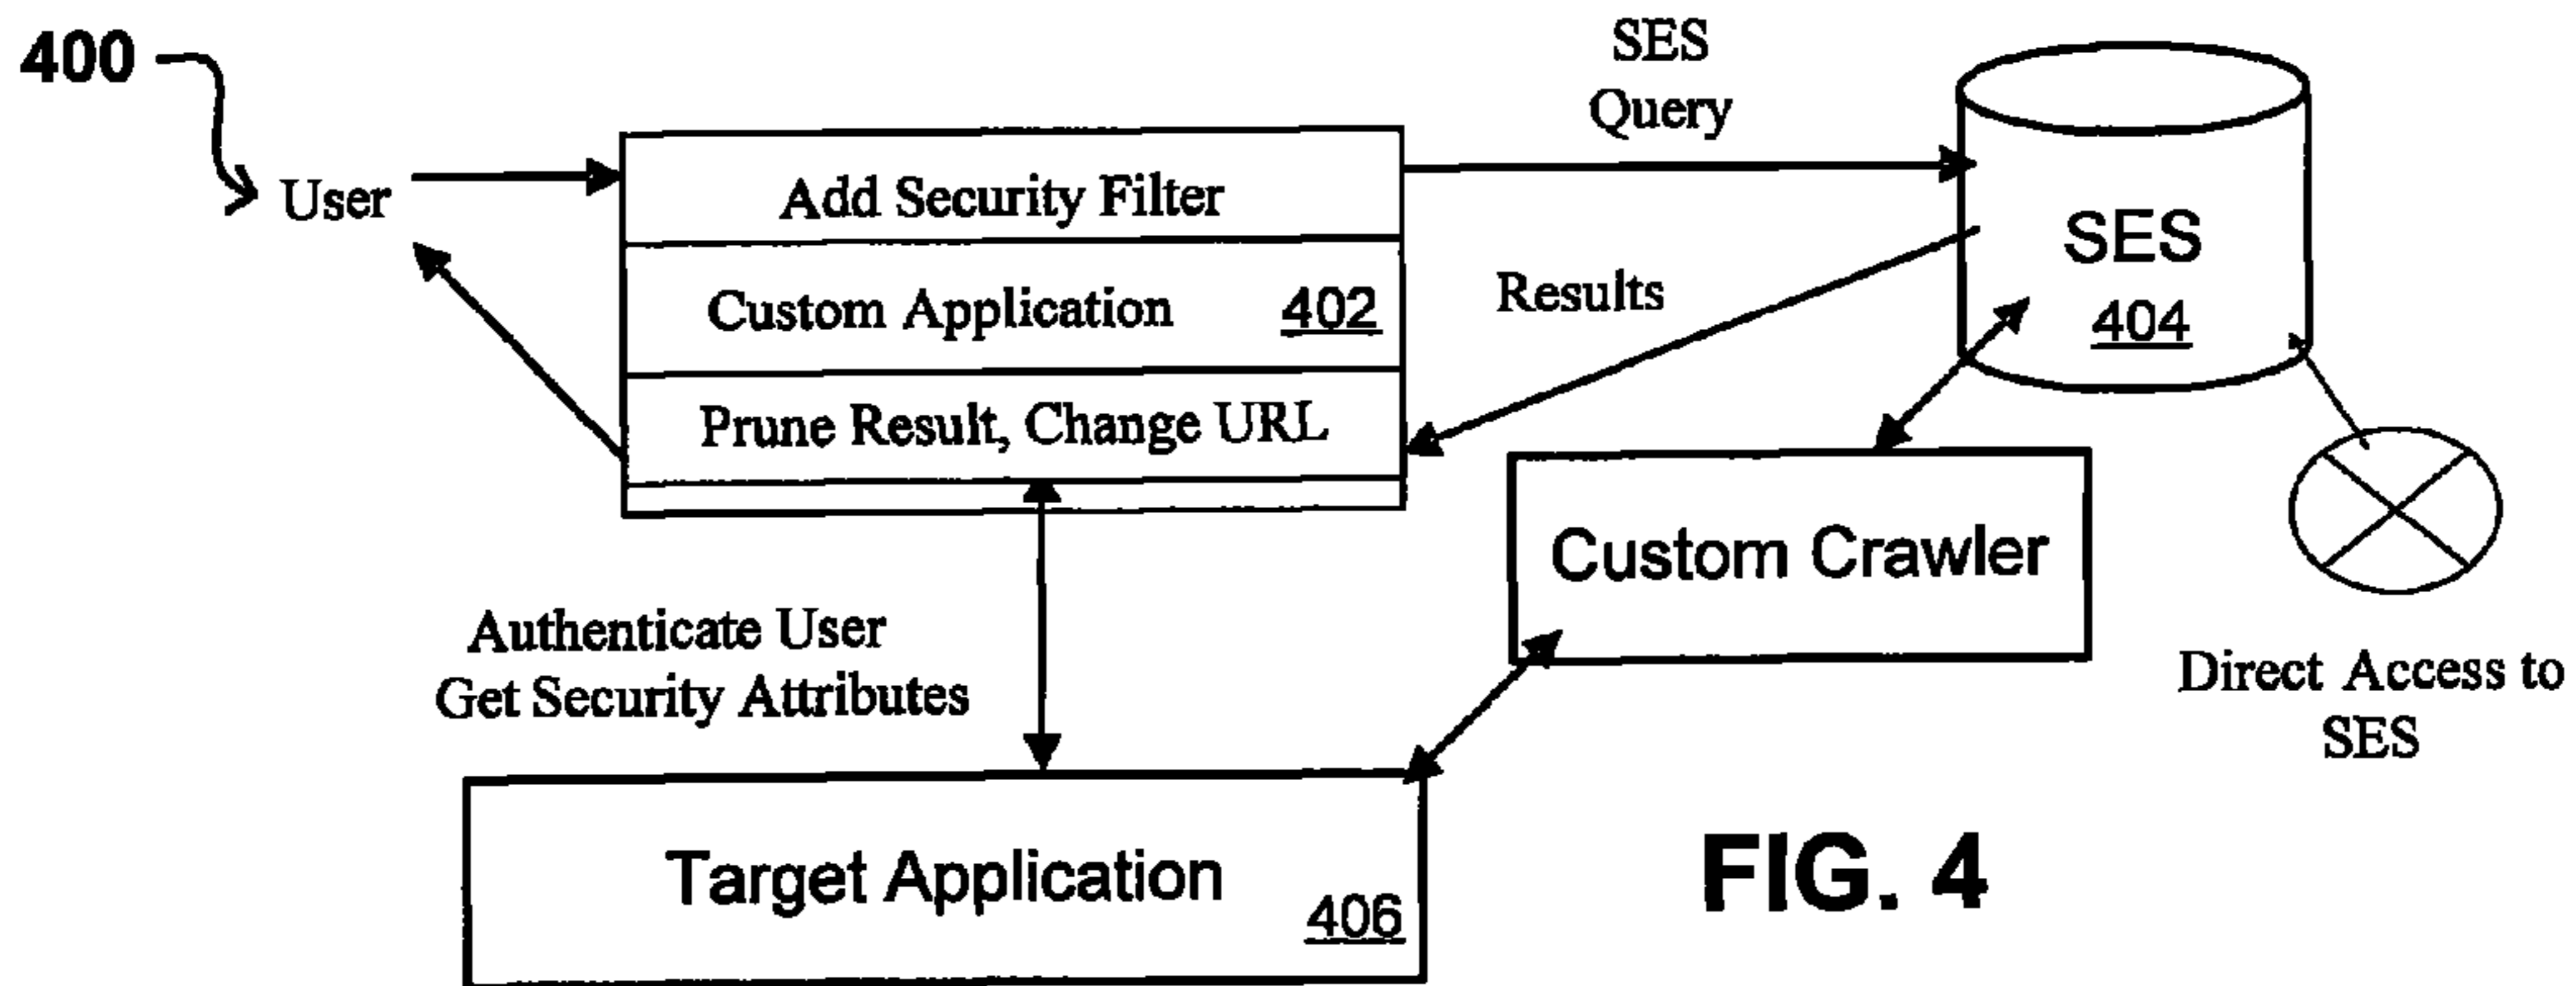 400
User
Add Security Filter
Custom Application 402
Prune Result, Change URL
SES
Query
Results
SES
404
Custom Crawler
Direct Access to
SES
Authenticate User
Get Security Attributes
Target Application
406
FIG. 4